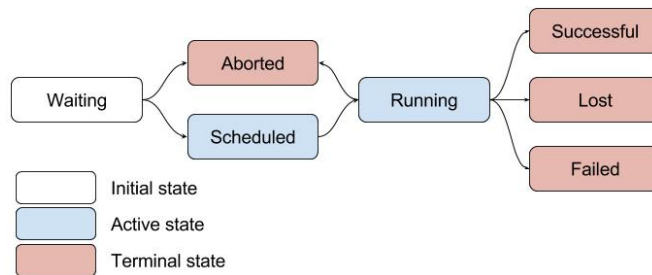 Successful
Aborted
Waiting
Running
Lost
Scheduled
Failed
Initial state
Active state
Terminal state